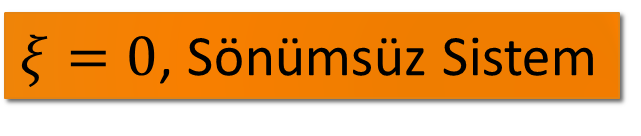 ξ = 0, Sönümsüz Sistem